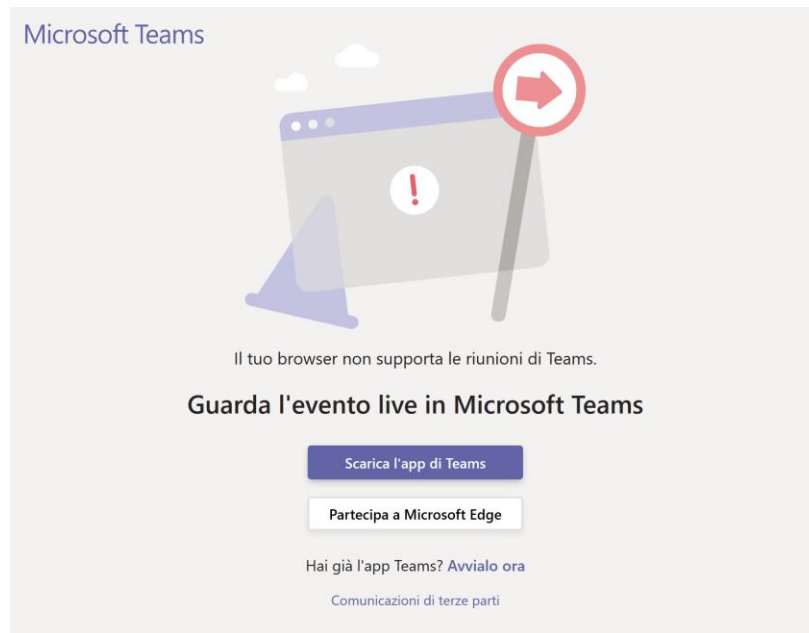 Microsoft Teams
Il tuo browser non supporta le riunioni di Teams.
Guarda l'evento live in Microsoft Teams
Scarica l'app di Teams
Partecipa a Microsoft Edge
Hai già l'app Teams? Avvialo ora
Comunicazioni di terze parti